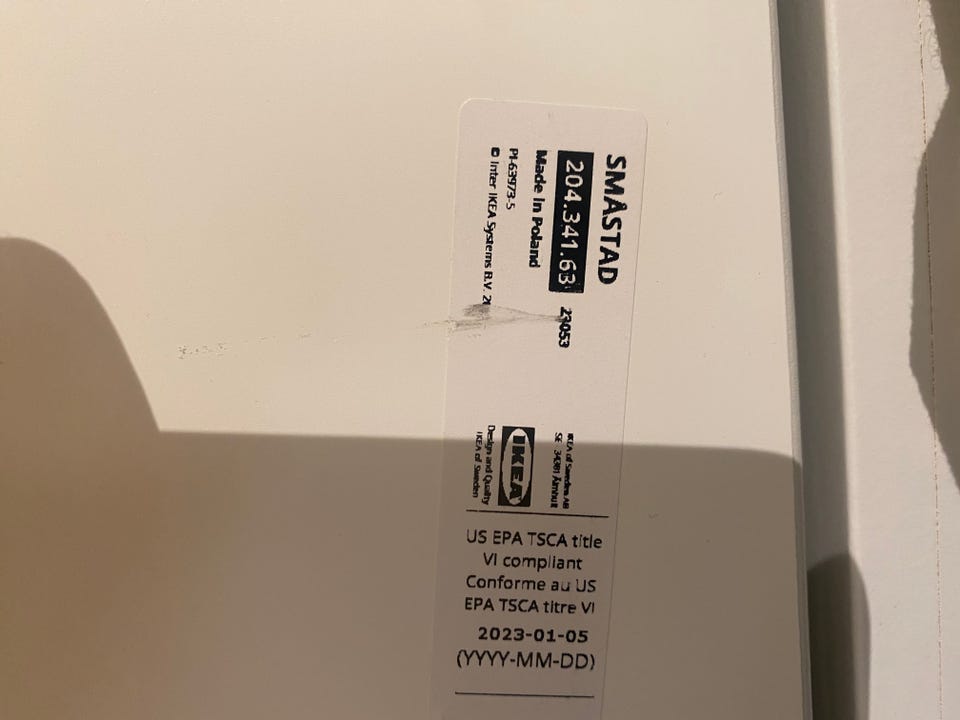 SMÅSTAD
204.341.63 23053
Made in Poland
PI-63973-5
© Inter IKEA Systems B.V.
IKEA of Sweden AB
SE - 34381 Älmhult
IKEA
Design and Quality
IKEA of Sweden
US EPA TSCA title
VI compliant
Conforme au US
EPA TSCA titre VI
2023-01-05
(YYYY-MM-DD)